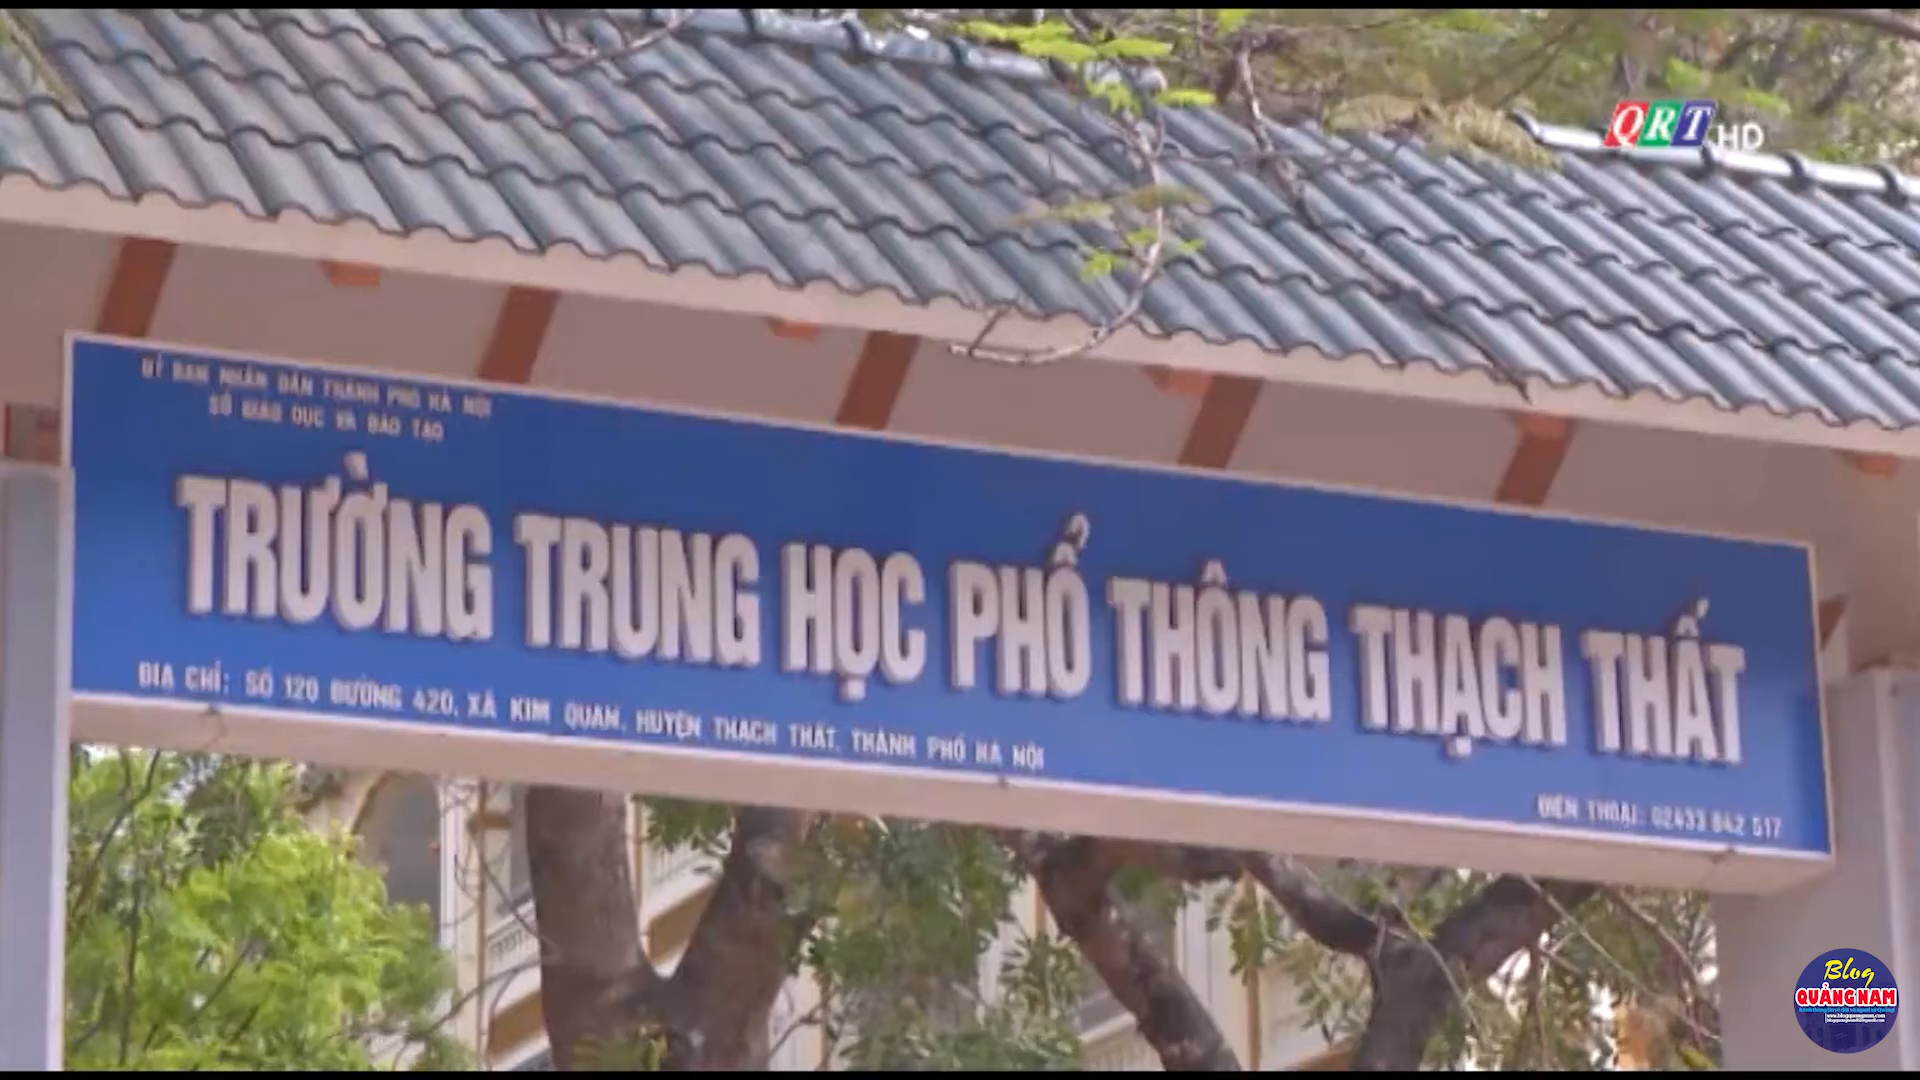 QRT HD
UỶ BAN NHÂN DÂN THÀNH PHỐ HÀ NỘI
SỞ GIÁO DỤC VÀ ĐÀO TẠO
TRƯỜNG TRUNG HỌC PHỔ THÔNG THẠCH THẤT
ĐỊA CHỈ: SỐ 120 ĐƯỜNG 420, XÃ KIM QUAN, HUYỆN THẠCH THẤT, THÀNH PHỐ HÀ NỘI
ĐIỆN THOẠI: 02433 842 517
Blog
QUẢNG NAM